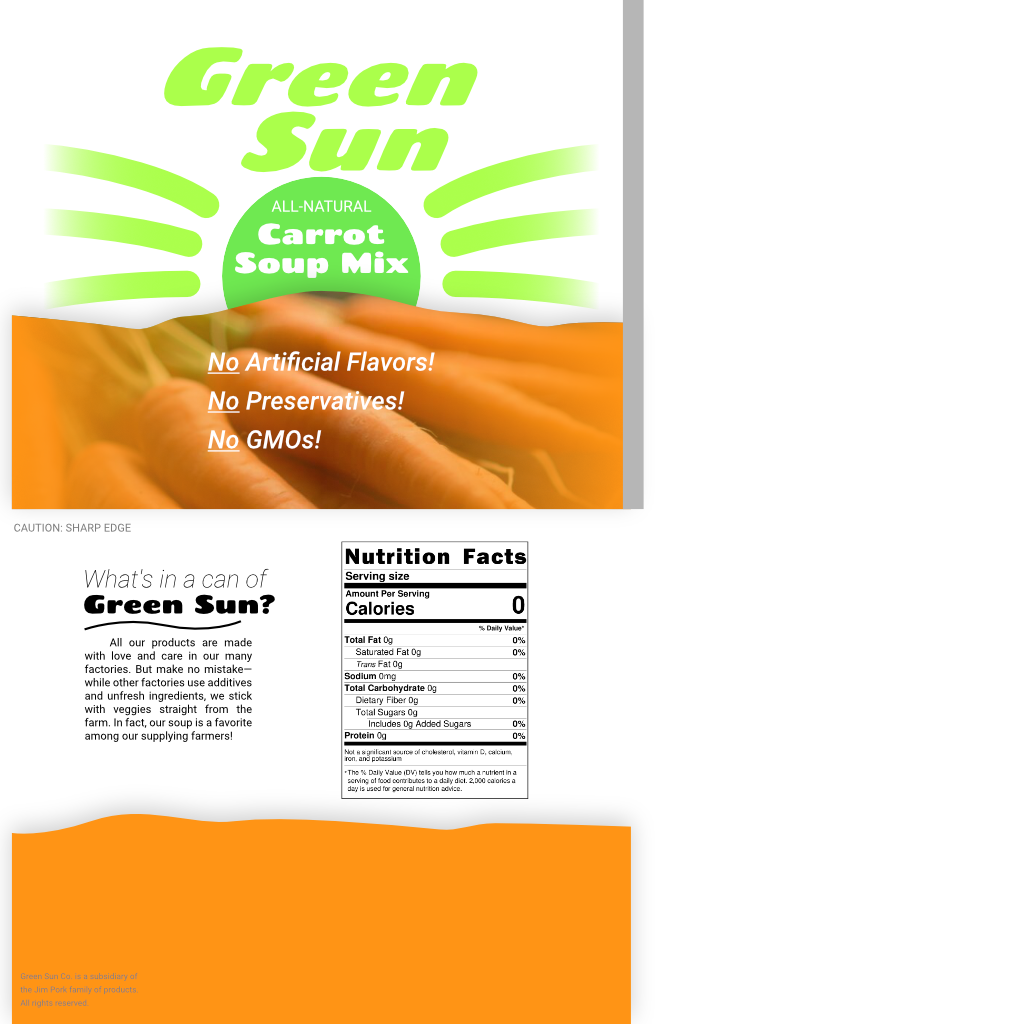 Green
Sun
ALL-NATURAL
Carrot
Soup Mix
No Artificial Flavors!
No Preservatives!
No GMOs!
CAUTION: SHARP EDGE
What's in a can of
Green Sun?
All our products are made
with love and care in our many
factories. But make no mistake—
while other factories use additives
and unfresh ingredients, we stick
with veggies straight from the
farm. In fact, our soup is a favorite
among our supplying farmers!
Nutrition Facts
Serving size
Amount Per Serving
Calories 0
% Daily Value*
Total Fat 0g 0%
Saturated Fat 0g 0%
Trans Fat 0g
Sodium 0mg 0%
Total Carbohydrate 0g 0%
Dietary Fiber 0g 0%
Total Sugars 0g
Includes 0g Added Sugars 0%
Protein 0g 0%
Not a significant source of cholesterol, vitamin D, calcium,
iron, and potassium
*The % Daily Value (DV) tells you how much a nutrient in a
serving of food contributes to a daily diet. 2,000 calories a
day is used for general nutrition advice.
Green Sun Co. is a subsidiary of
the Jim Pork family of products.
All rights reserved.